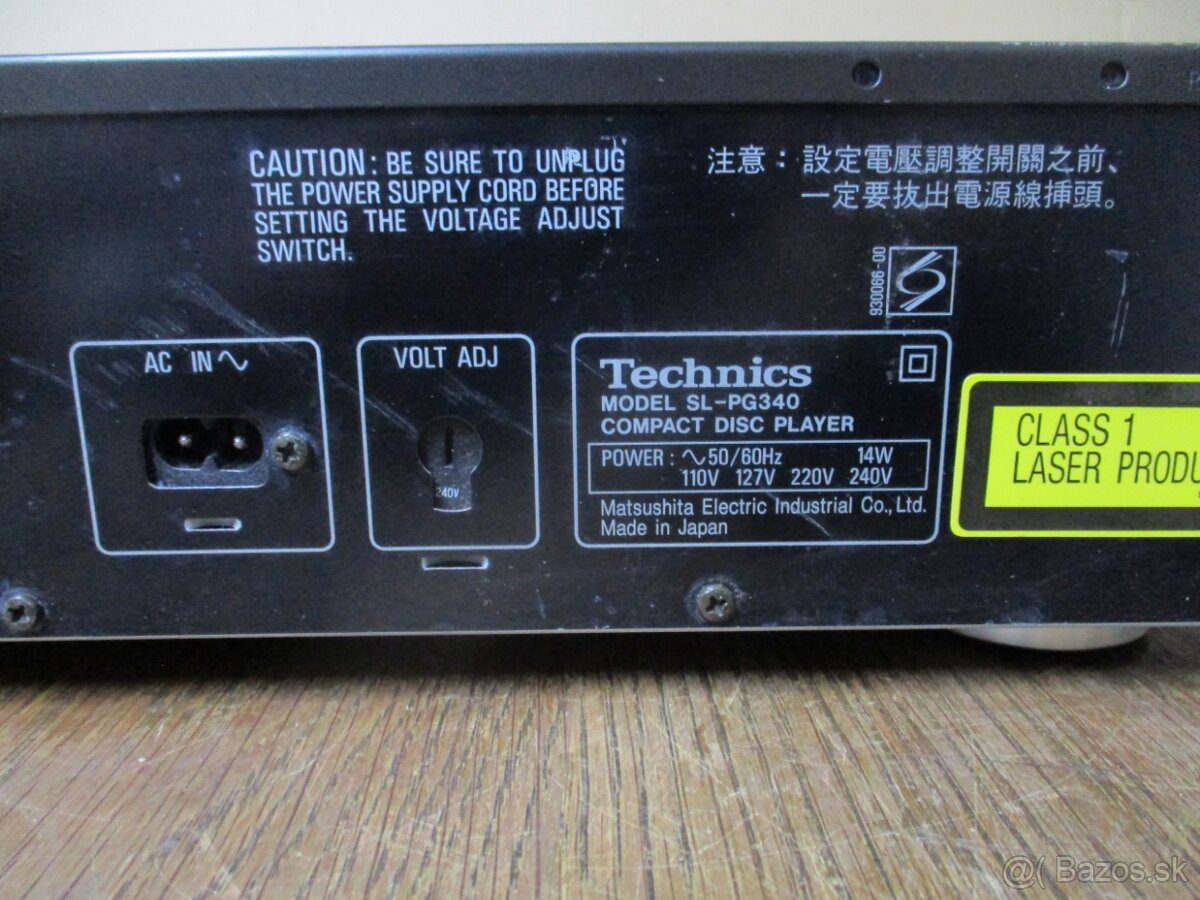 CAUTION: BE SURE TO UNPLUG
THE POWER SUPPLY CORD BEFORE
SETTING THE VOLTAGE ADJUST
SWITCH.
注意：設定電壓調整開關之前、
一定要拔出電源線揷頭。
930066-00
AC IN ∿
VOLT ADJ
240V
Technics
MODEL SL-PG340
COMPACT DISC PLAYER
POWER : ∿50/60Hz 14W
110V 127V 220V 240V
Matsushita Electric Industrial Co., Ltd.
Made in Japan
CLASS 1
LASER PRODU
@( Bazos.sk